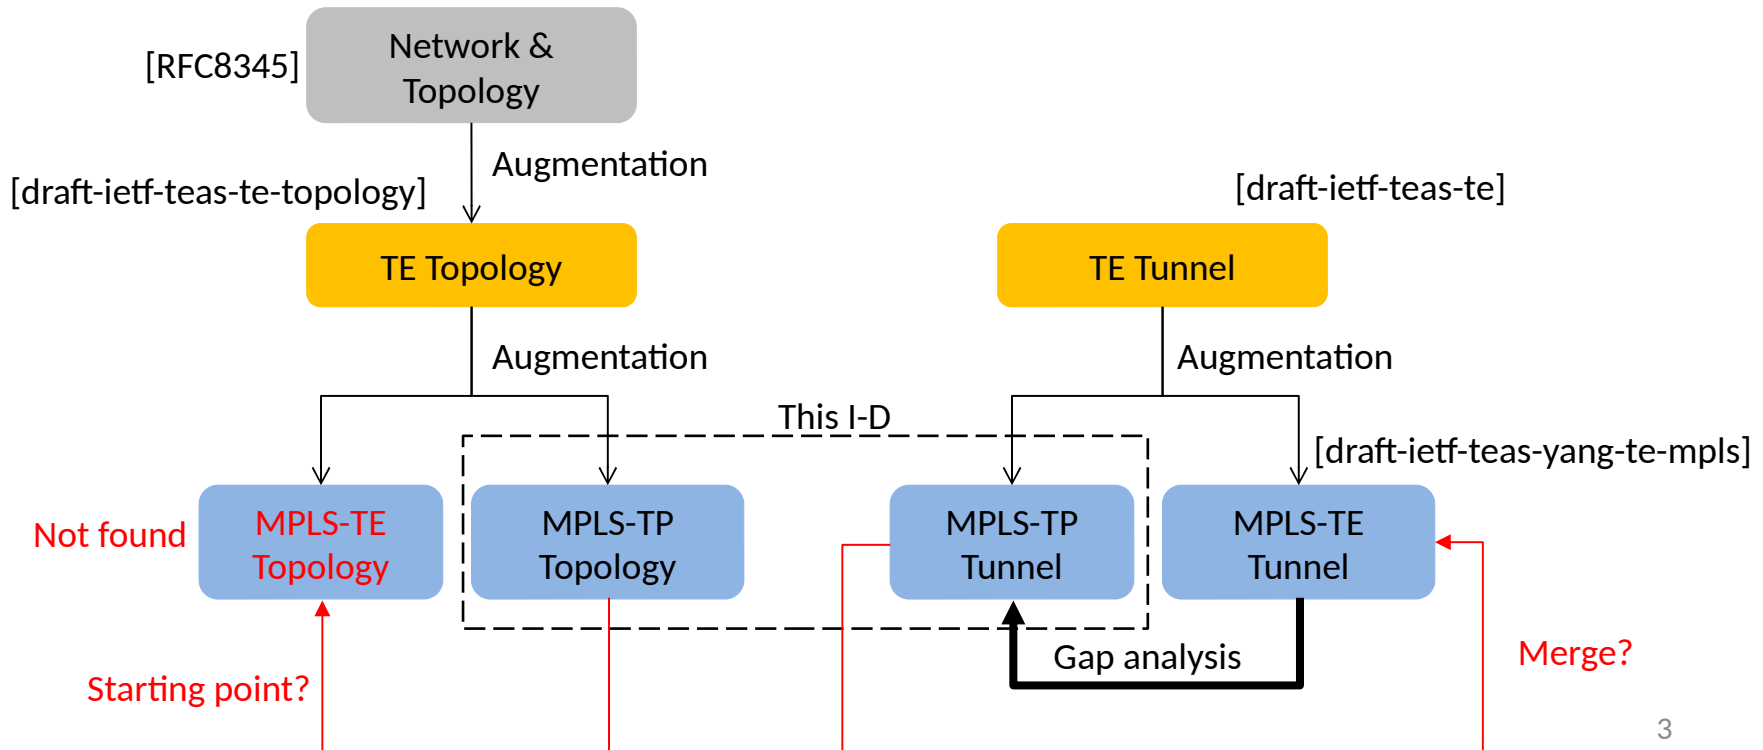 Network &
Topology
[RFC8345]
Augmentation
[draft-ietf-teas-te-topology]
[draft-ietf-teas-te]
TE Topology
TE Tunnel
Augmentation
Augmentation
This I-D
[draft-ietf-teas-yang-te-mpls]
Not found
MPLS-TE
Topology
MPLS-TP
Topology
MPLS-TP
Tunnel
MPLS-TE
Tunnel
Gap analysis
Merge?
Starting point?
3